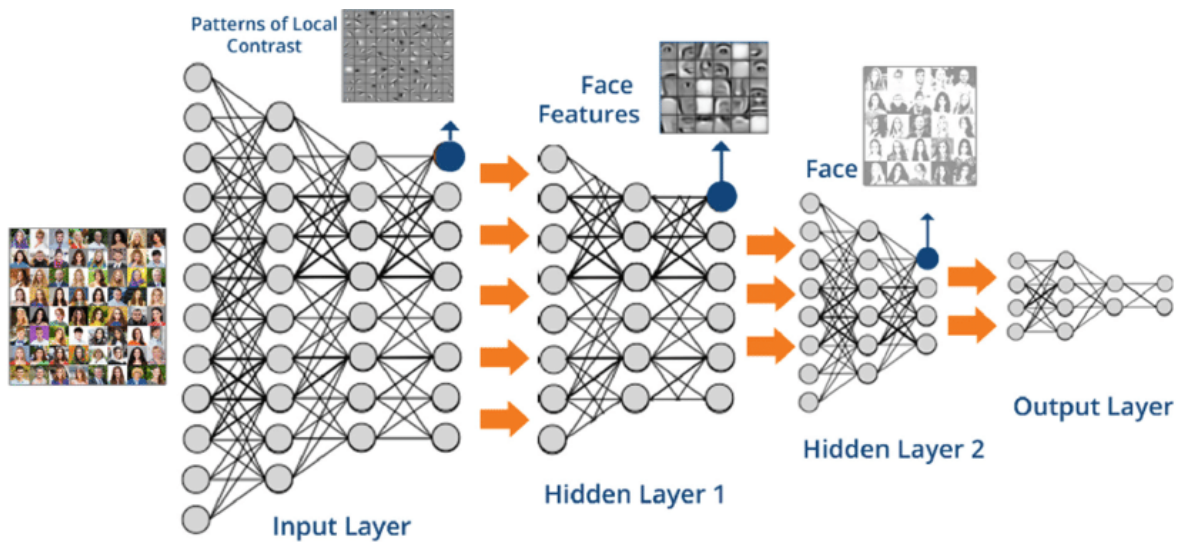 Patterns of Local
Contrast
Face
Features
Face
Input Layer
Hidden Layer 1
Hidden Layer 2
Output Layer